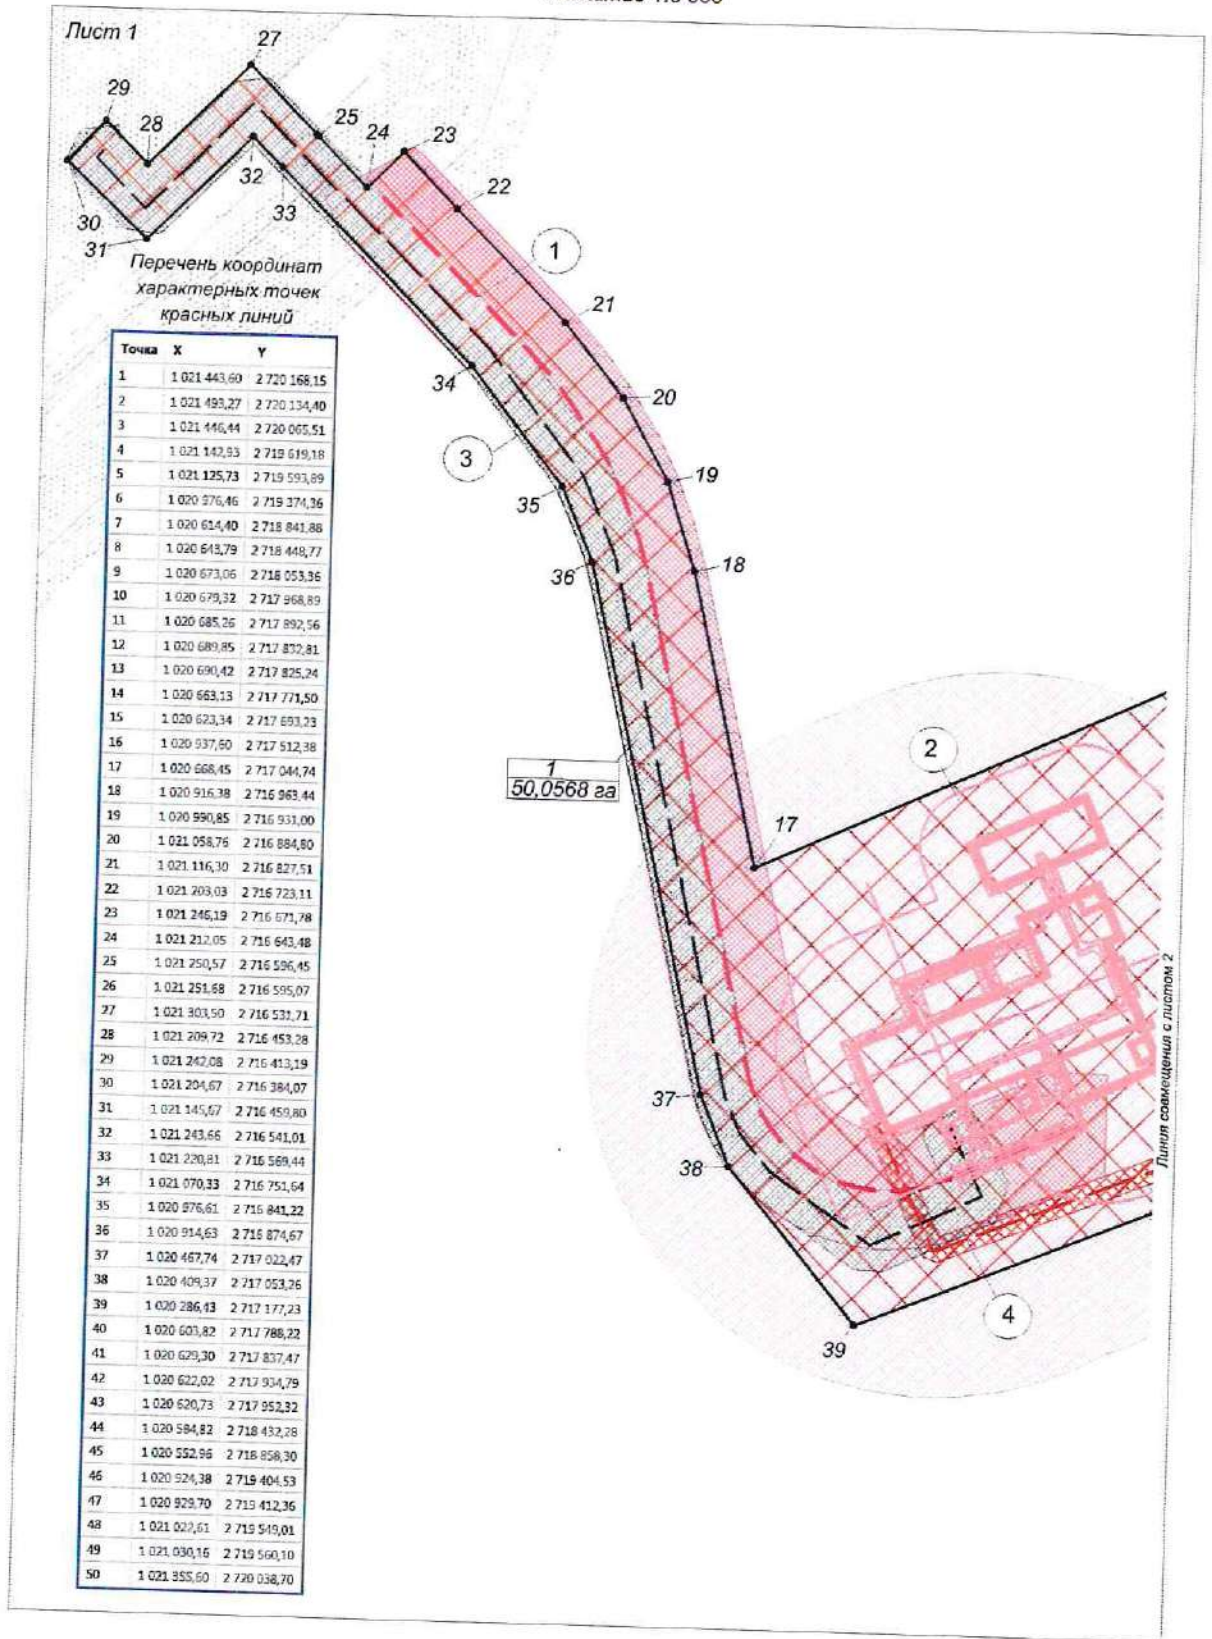 Лист 1
27
29
28
25
24
23
22
32
33
30
31
1
21
Перечень координат
характерных точек
красных линий
34
20
3
35
19
36
18
Точка X Y
1 1 021 443,60 2 720 168,15
2 1 021 493,27 2 720 134,40
3 1 021 446,44 2 720 065,51
4 1 021 142,93 2 719 619,18
5 1 021 125,73 2 719 593,89
6 1 020 976,46 2 719 374,36
7 1 020 614,40 2 718 841,88
8 1 020 643,79 2 718 448,77
9 1 020 673,06 2 718 053,36
10 1 020 679,32 2 717 968,89
11 1 020 685,26 2 717 892,56
12 1 020 689,85 2 717 832,81
13 1 020 690,42 2 717 825,24
14 1 020 663,13 2 717 771,50
15 1 020 623,34 2 717 693,23
16 1 020 937,60 2 717 512,38
17 1 020 668,45 2 717 044,74
18 1 020 916,38 2 716 963,44
19 1 020 990,85 2 716 931,00
20 1 021 058,76 2 716 884,80
21 1 021 116,30 2 716 827,51
22 1 021 203,03 2 716 723,11
23 1 021 246,19 2 716 671,78
24 1 021 212,05 2 716 643,48
25 1 021 250,57 2 716 596,45
26 1 021 251,68 2 716 595,07
27 1 021 303,50 2 716 531,71
28 1 021 209,72 2 716 453,28
29 1 021 242,08 2 716 413,19
30 1 021 204,67 2 716 384,07
31 1 021 145,67 2 716 459,80
32 1 021 243,66 2 716 541,01
33 1 021 220,81 2 716 569,44
34 1 021 070,33 2 716 751,64
35 1 020 976,61 2 716 841,22
36 1 020 914,63 2 716 874,67
37 1 020 467,74 2 717 022,47
38 1 020 409,37 2 717 053,26
39 1 020 286,43 2 717 177,23
40 1 020 603,82 2 717 788,22
41 1 020 629,30 2 717 837,47
42 1 020 622,02 2 717 934,79
43 1 020 620,73 2 717 952,32
44 1 020 584,82 2 718 432,28
45 1 020 552,96 2 718 858,30
46 1 020 924,38 2 719 404,53
47 1 020 929,70 2 719 412,36
48 1 021 022,61 2 719 549,01
49 1 021 030,16 2 719 560,10
50 1 021 355,60 2 720 038,70
2
1
50,0568 га
17
Линия совмещения с листом 2
37
38
4
39